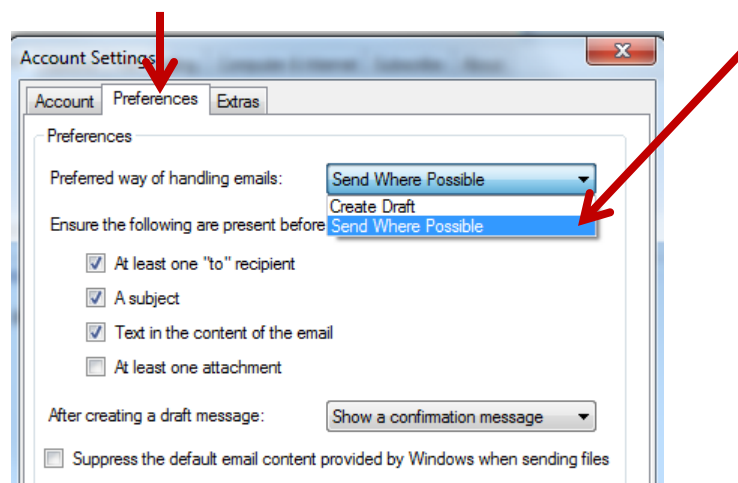 Account Settings
Account Preferences Extras
Preferences
Preferred way of handling emails: Send Where Possible
Create Draft
Ensure the following are present before Send Where Possible
At least one "to" recipient
A subject
Text in the content of the email
At least one attachment
After creating a draft message: Show a confirmation message
Suppress the default email content provided by Windows when sending files